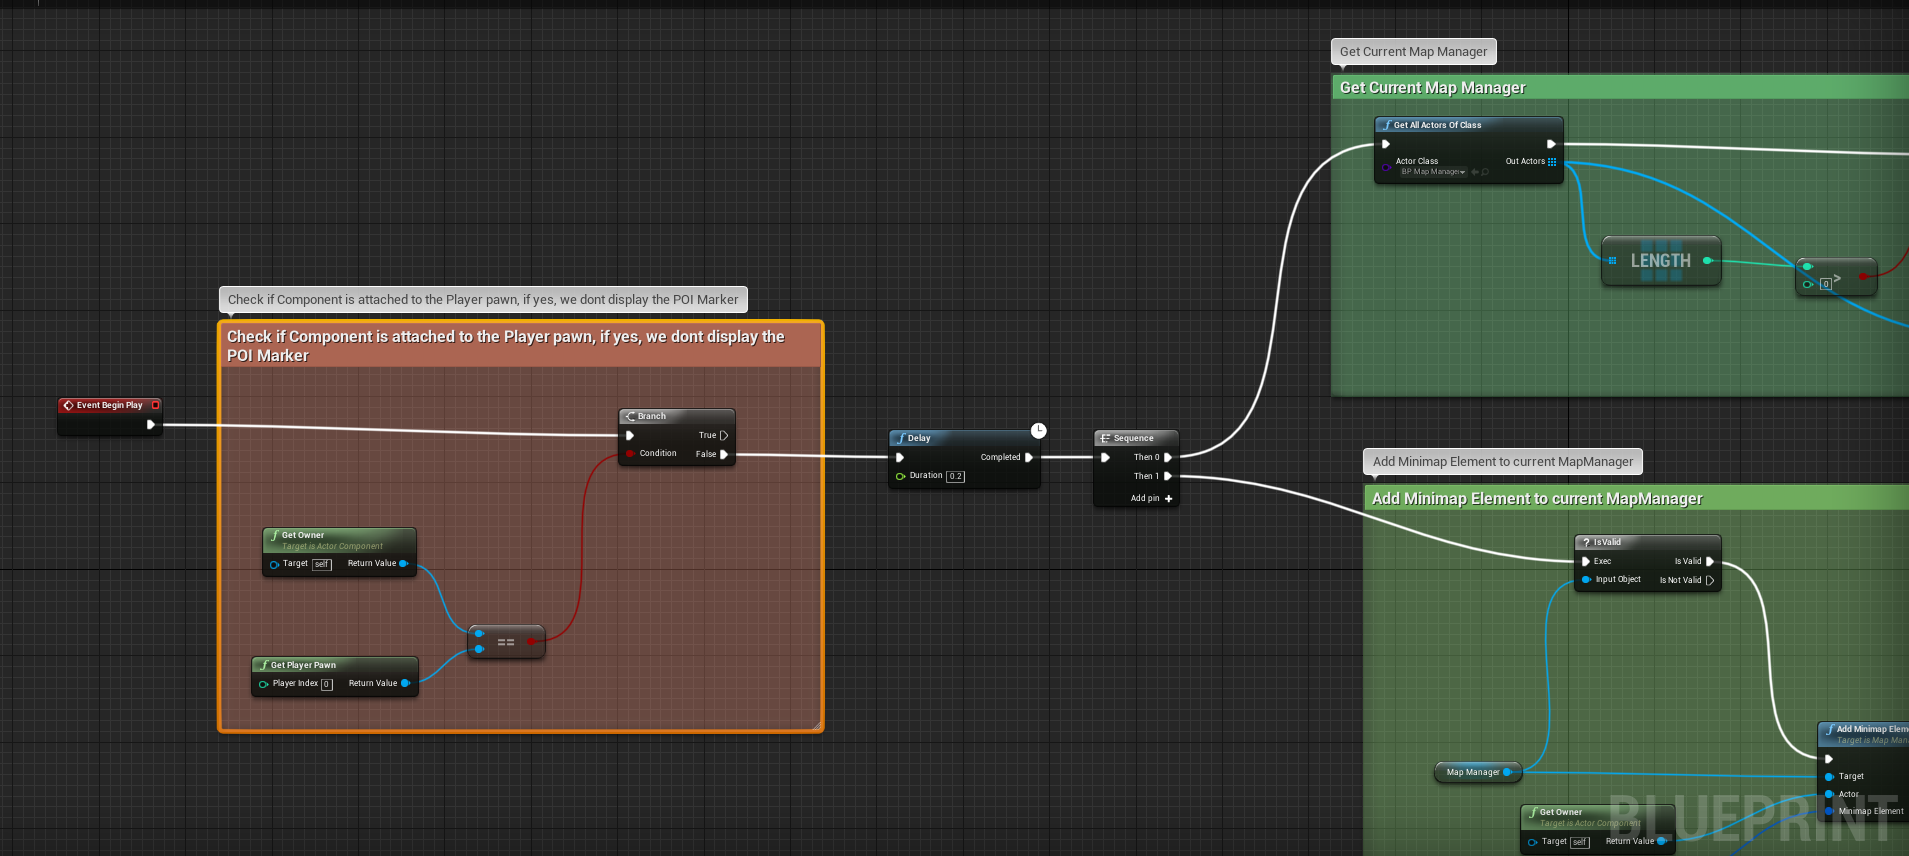 Get Current Map Manager
Get Current Map Manager
Get All Actors Of Class
Actor Class
Out Actors
BP Map Manager
LENGTH
0
>
Check if Component is attached to the Player pawn, if yes, we dont display the POI Marker
Check if Component is attached to the Player pawn, if yes, we dont display the
POI Marker
Event Begin Play
Branch
True
Condition
False
Get Owner
Target is Actor Component
Target
self
Return Value
==
Get Player Pawn
Player Index
0
Return Value
Delay
Completed
Duration
0.2
Sequence
Then 0
Then 1
Add pin
Add Minimap Element to current MapManager
Add Minimap Element to current MapManager
? IsValid
Exec
Is Valid
Input Object
Is Not Valid
Map Manager
Add Minimap Elem
Target is Map Man
Target
Actor
Minimap Element
Get Owner
Target is Actor Component
Target
self
Return Value
BLUEPRINT